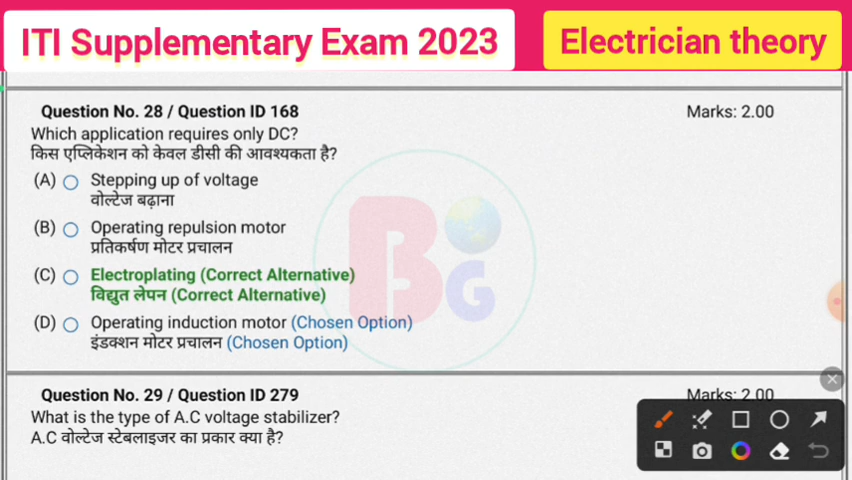 ITI Supplementary Exam 2023
Electrician theory
Question No. 28 / Question ID 168
Marks: 2.00
Which application requires only DC?
किस एप्लिकेशन को केवल डीसी की आवश्यकता है?
(A) Stepping up of voltage
वोल्टेज बढ़ाना
(B) Operating repulsion motor
प्रतिकर्षण मोटर प्रचालन
(C) Electroplating (Correct Alternative)
विद्युत लेपन (Correct Alternative)
(D) Operating induction motor (Chosen Option)
इंडक्शन मोटर प्रचालन (Chosen Option)
BG
Question No. 29 / Question ID 279
Marks: 2.00
What is the type of A.C voltage stabilizer?
A.C वोल्टेज स्टेबलाइजर का प्रकार क्या है?